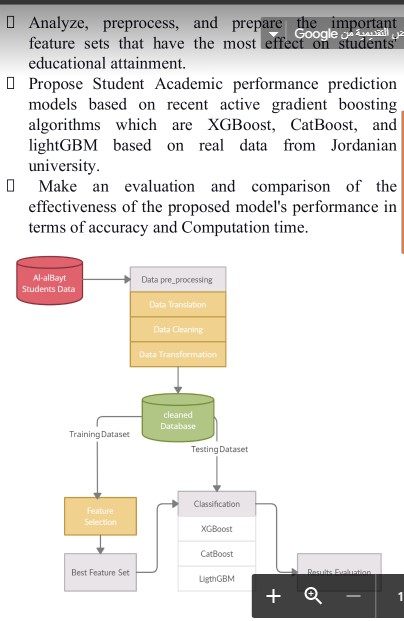 Analyze, preprocess, and prepare the important
feature sets that have the most effect on students'
educational attainment.
Propose Student Academic performance prediction
models based on recent active gradient boosting
algorithms which are XGBoost, CatBoost, and
lightGBM based on real data from Jordanian
university.
Make an evaluation and comparison of the
effectiveness of the proposed model's performance in
terms of accuracy and Computation time.
Google التقديمية من
Al-alBayt
Students Data
Data pre_processing
Data Translation
Data Cleaning
Data Transformation
cleaned
Database
Training Dataset
Testing Dataset
Feature
Selection
Best Feature Set
Classification
XGBoost
CatBoost
LigthGBM
Results Evaluation
1